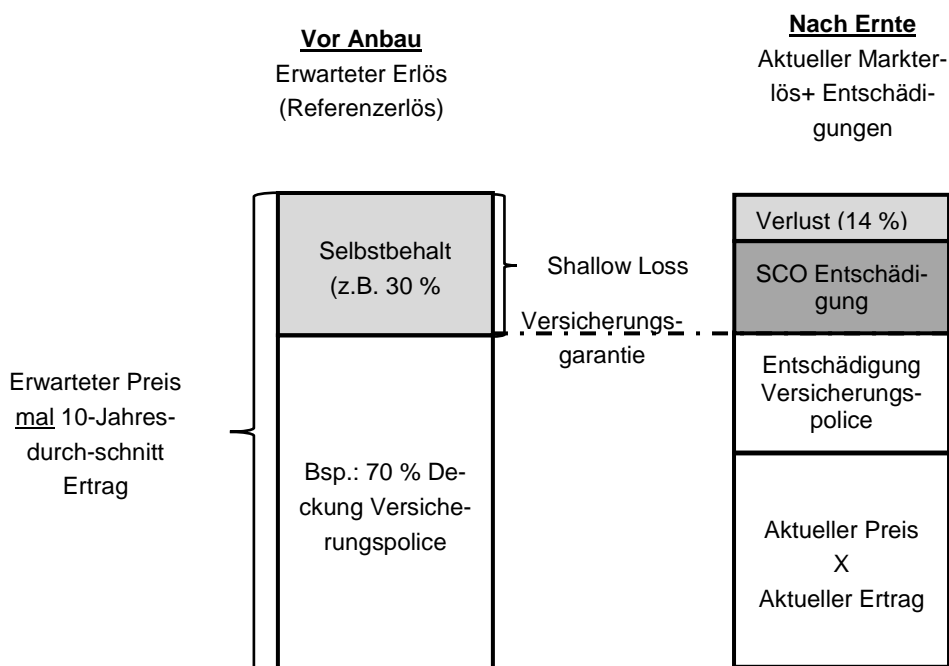 Vor Anbau
Erwarteter Erlös
(Referenzerlös)
Nach Ernte
Aktueller Markter-
lös+ Entschädi-
gungen
Selbstbehalt
(z.B. 30 %
Shallow Loss
Versicherungs-
garantie
Verlust (14 %)
SCO Entschädi-
gung
Entschädigung
Versicherungs-
police
Erwarteter Preis
mal 10-Jahres-
durch-schnitt
Ertrag
Bsp.: 70 % De-
ckung Versiche-
rungspolice
Aktueller Preis
X
Aktueller Ertrag